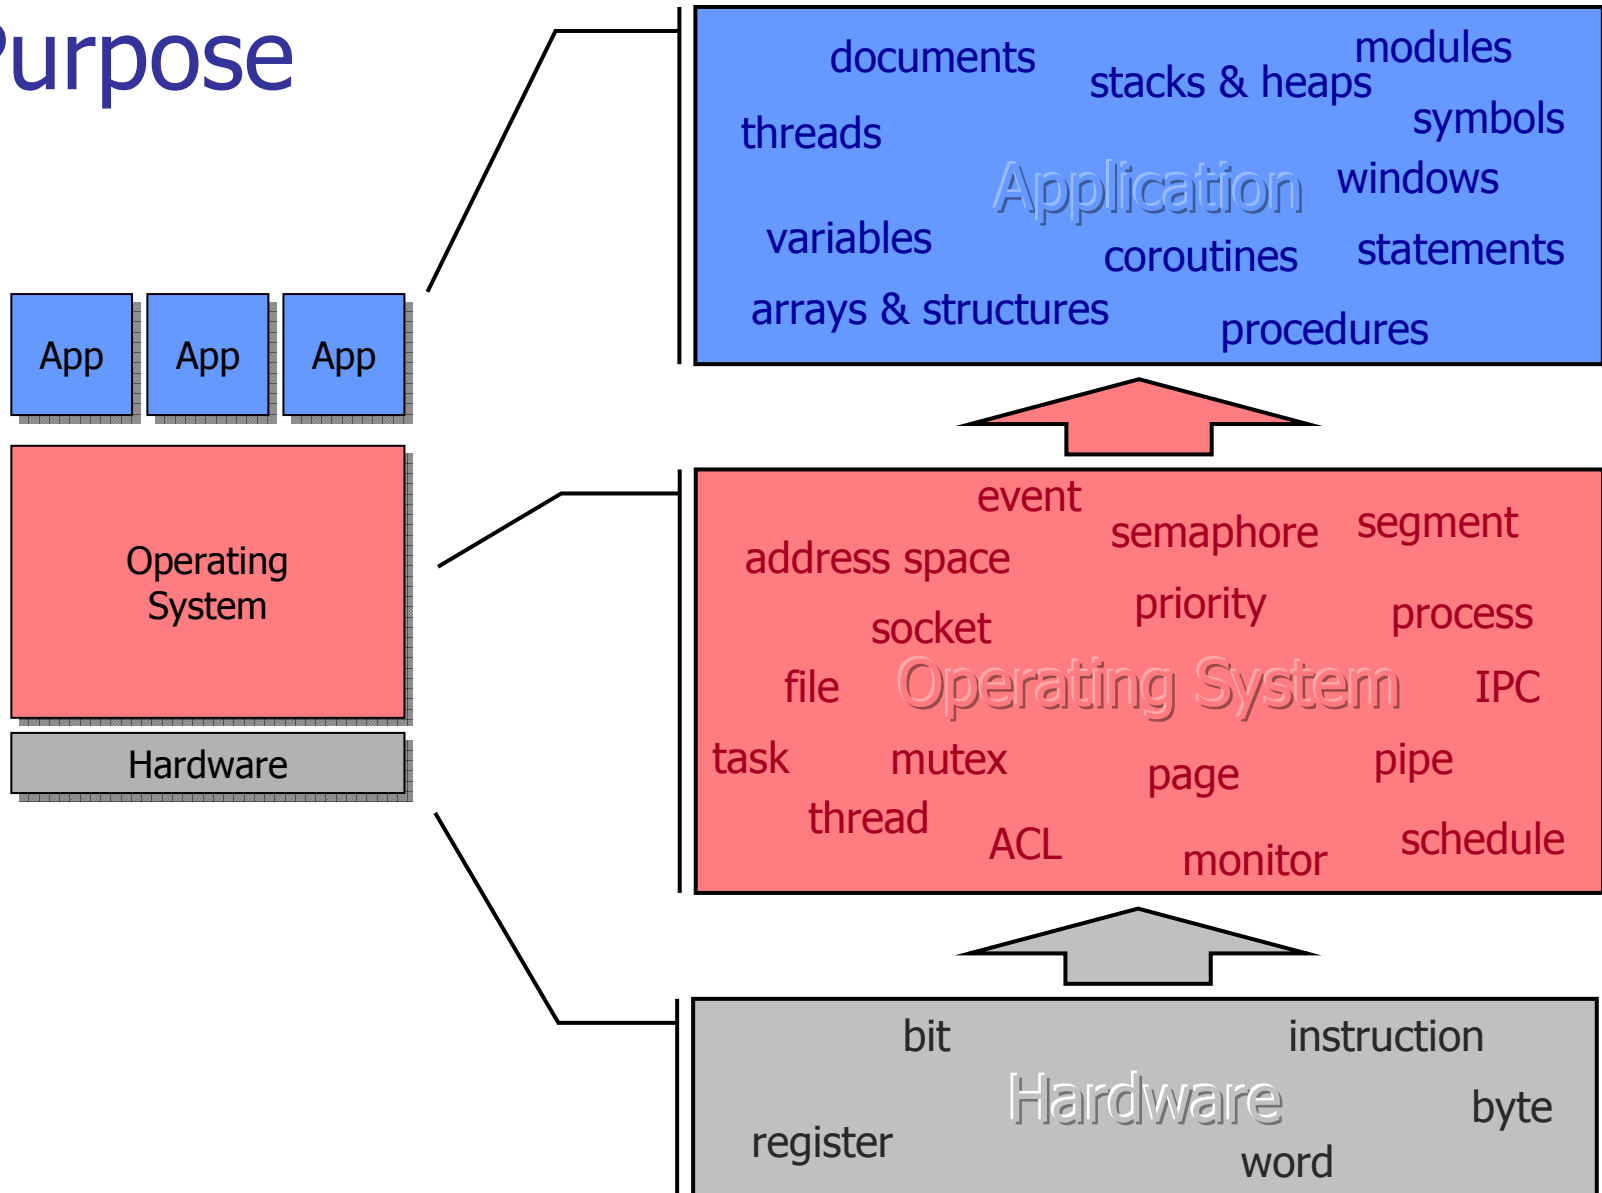 Purpose
documents
modules
stacks & heaps
symbols
threads
Application
windows
variables
coroutines
statements
arrays & structures
procedures
App App App
Operating
System
Hardware
event
semaphore
segment
address space
priority
process
socket
file
Operating System
IPC
task
mutex
page
pipe
thread
ACL
monitor
schedule
bit
instruction
Hardware
byte
register
word